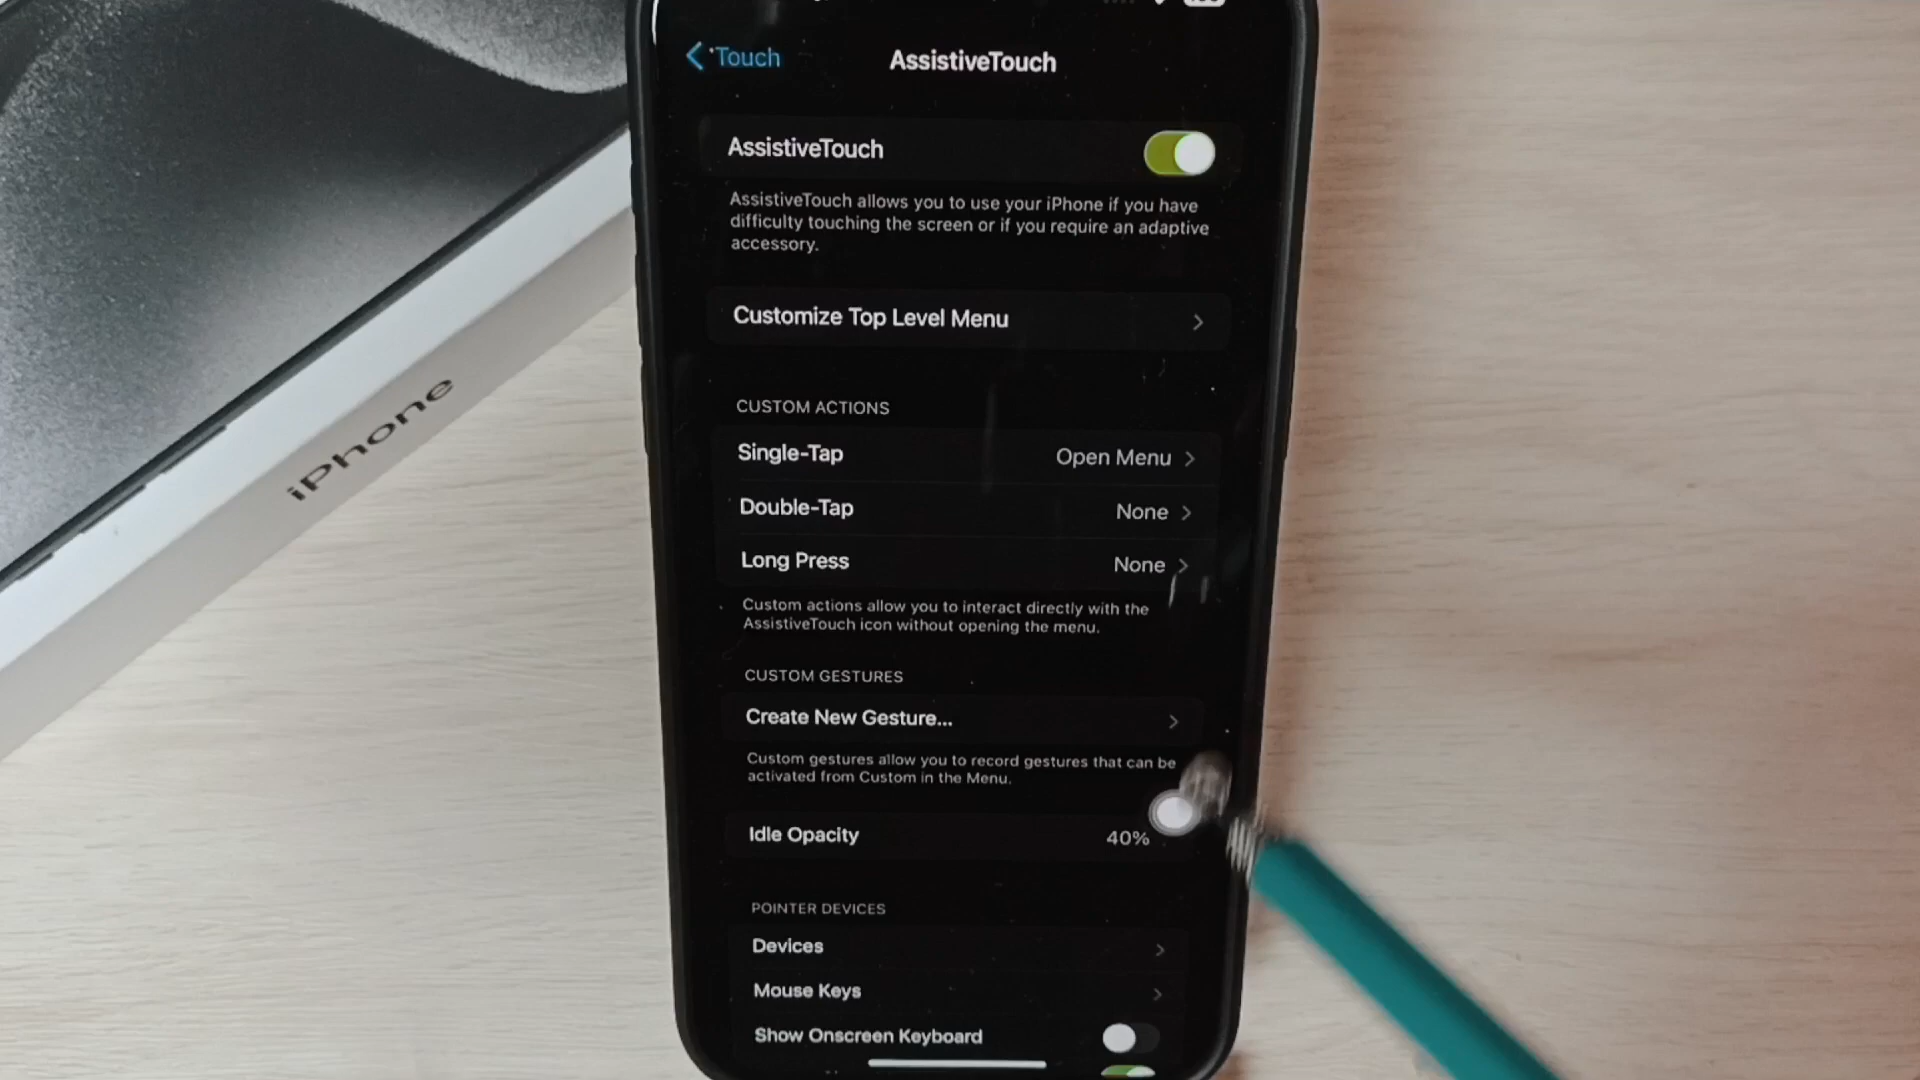 Touch
AssistiveTouch
AssistiveTouch
AssistiveTouch allows you to use your iPhone if you have
difficulty touching the screen or if you require an adaptive
accessory.
Customize Top Level Menu
CUSTOM ACTIONS
Single-Tap Open Menu
Double-Tap None
Long Press None
Custom actions allow you to interact directly with the
AssistiveTouch icon without opening the menu.
CUSTOM GESTURES
Create New Gesture...
Custom gestures allow you to record gestures that can be
activated from Custom in the Menu.
Idle Opacity 40%
POINTER DEVICES
Devices
Mouse Keys
Show Onscreen Keyboard
iPhone